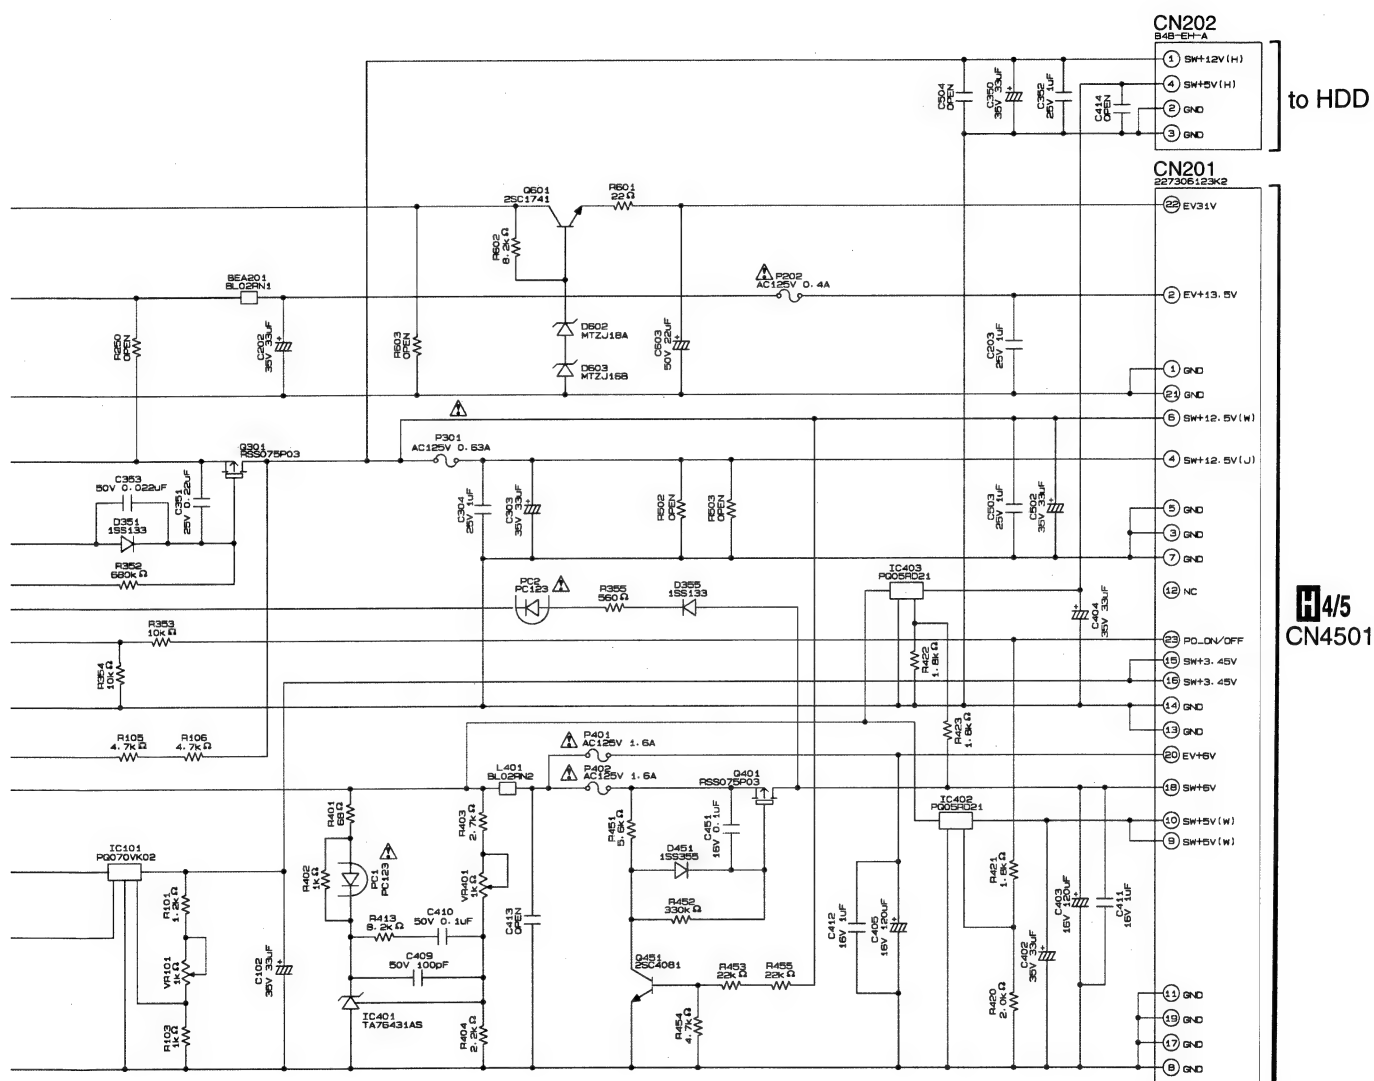 CN202
B4B-EH-A
① SW+12V(H)
④ SW+5V(H)
② GND
③ GND
to HDD
C504
OPEN
C350
35V 33uF
C352
25V 1uF
C414
OPEN
CN201
227306123K2
㉒ EV31V
Q601
2SC1741
R601
22Ω
R602
8.2kΩ
BEA201
BL02RN1
P202
AC125V 0.4A
② EV+13.5V
R250
OPEN
C202
35V 33uF
R603
OPEN
D602
MTZJ18A
D603
MTZJ16B
C603
50V 22uF
C203
25V 1uF
① GND
㉑ GND
⑥ SW+12.5V(W)
Q301
RSS075P03
P301
AC125V 0.63A
④ SW+12.5V(J)
C353
50V 0.022uF
C351
25V 0.22uF
D351
1SS133
R352
680kΩ
C304
25V 1uF
C303
35V 33uF
R502
OPEN
R503
OPEN
C503
25V 1uF
C502
35V 33uF
⑤ GND
③ GND
⑦ GND
PC2
PC123
R355
560Ω
D355
1SS133
IC403
PQ05RD21
⑫ NC
C404
35V 33uF
H 4/5
CN4501
R353
10kΩ
R354
10kΩ
R422
1.8kΩ
㉓ PO_ON/OFF
⑮ SW+3.45V
⑯ SW+3.45V
⑭ GND
⑬ GND
R423
1.8kΩ
R105
4.7kΩ
R106
4.7kΩ
P401
AC125V 1.6A
⑳ EV+6V
L401
BL02RN2
P402
AC125V 1.6A
Q401
RSS075P03
⑱ SW+6V
R401
68Ω
R403
2.7kΩ
R451
5.6kΩ
C451
16V 0.1uF
IC402
PQ05RD21
⑩ SW+5V(W)
⑨ SW+5V(W)
IC101
PQ070VK02
R101
1.2kΩ
R402
1kΩ
PC1
PC123
VR401
1kΩ
D451
1SS355
R452
330kΩ
R421
1.8kΩ
C403
16V 120uF
C411
16V 1uF
R413
8.2kΩ
C410
50V 0.1uF
C413
OPEN
C412
16V 1uF
C405
16V 120uF
VR101
1kΩ
C102
35V 33uF
C409
50V 100pF
Q451
2SC4081
R453
22kΩ
R455
22kΩ
C402
35V 33uF
R103
1kΩ
IC401
TA76431AS
R404
2.2kΩ
R454
4.7kΩ
R420
2.0kΩ
⑪ GND
⑲ GND
⑰ GND
⑧ GND